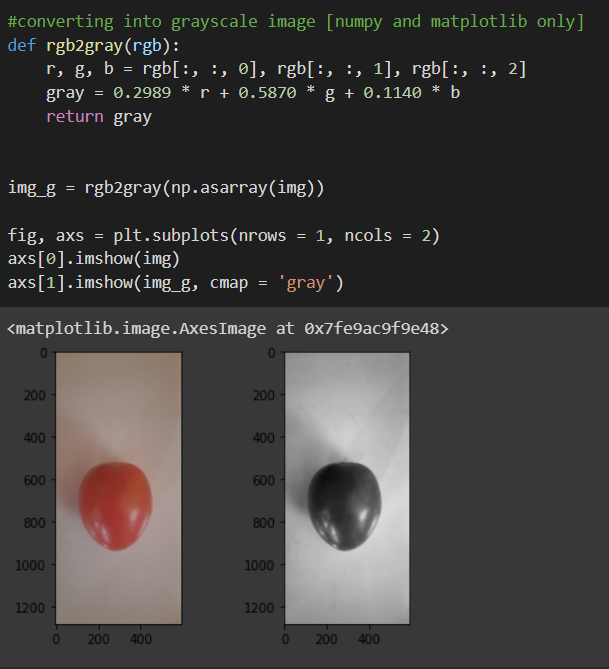 #converting into grayscale image [numpy and matplotlib only]
def rgb2gray(rgb):
    r, g, b = rgb[:, :, 0], rgb[:, :, 1], rgb[:, :, 2]
    gray = 0.2989 * r + 0.5870 * g + 0.1140 * b
    return gray
img_g = rgb2gray(np.asarray(img))
fig, axs = plt.subplots(nrows = 1, ncols = 2)
axs[0].imshow(img)
axs[1].imshow(img_g, cmap = 'gray')
<matplotlib.image.AxesImage at 0x7fe9ac9f9e48>
0
200
400
600
800
1000
1200
0 200 400
0
200
400
600
800
1000
1200
0 200 400